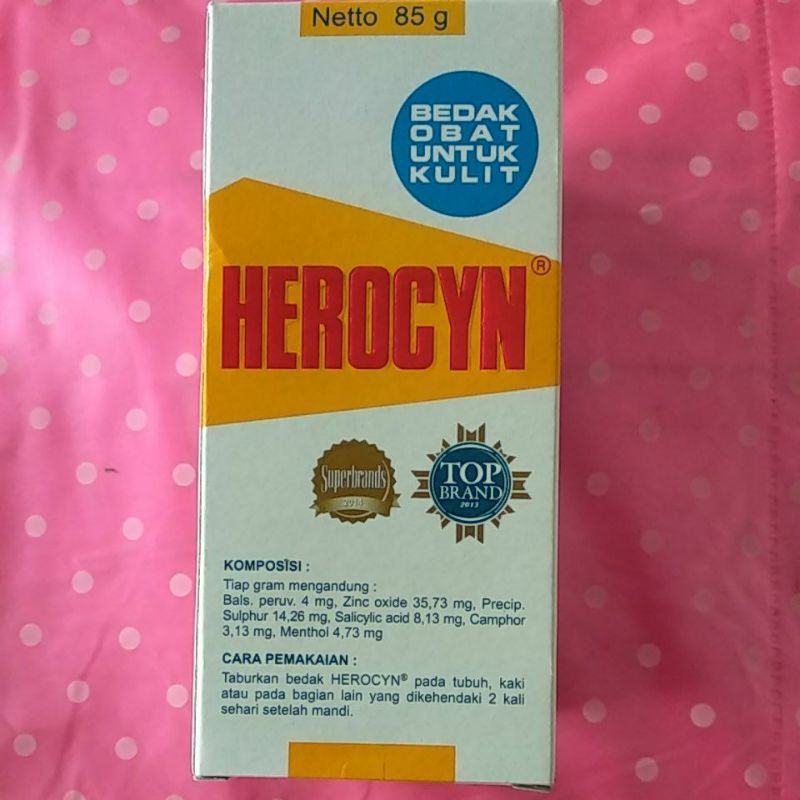 Netto 85 g
BEDAK
OBAT
UNTUK
KULIT
HEROCYN®
Superbrands
2014
TOP
BRAND
2013
KOMPOSISI :
Tiap gram mengandung :
Bals. peruv. 4 mg, Zinc oxide 35,73 mg, Precip.
Sulphur 14,26 mg, Salicylic acid 8,13 mg, Camphor
3,13 mg, Menthol 4,73 mg
CARA PEMAKAIAN :
Taburkan bedak HEROCYN® pada tubuh, kaki
atau pada bagian lain yang dikehendaki 2 kali
sehari setelah mandi.